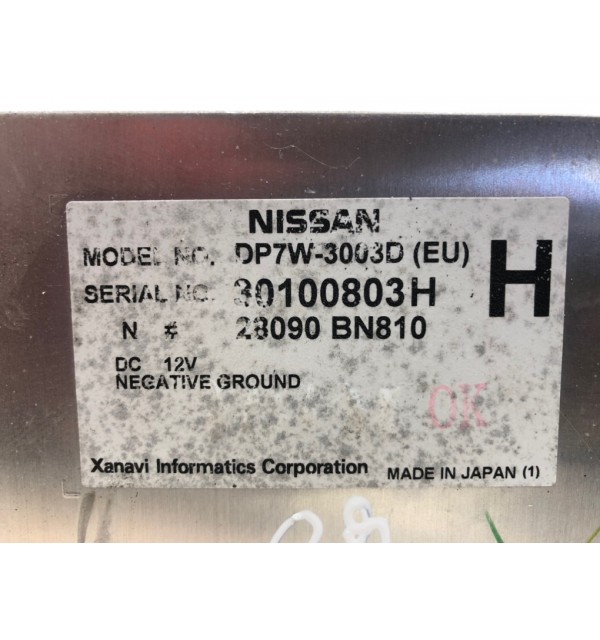 NISSAN
MODEL NO. DP7W-3003D (EU)
H
SERIAL NO. 30100803H
N # 28090 BN810
DC 12V
NEGATIVE GROUND
OK
Xanavi Informatics Corporation
MADE IN JAPAN (1)